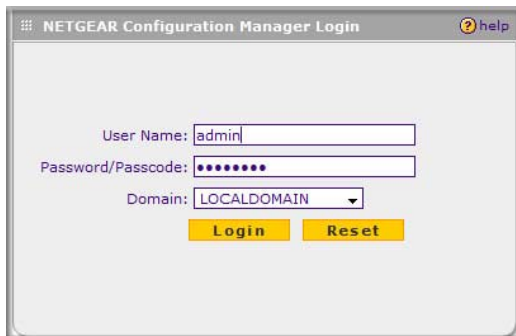 NETGEAR Configuration Manager Login
help
User Name: admin
Password/Passcode: ••••••••
Domain: LOCALDOMAIN
Login Reset